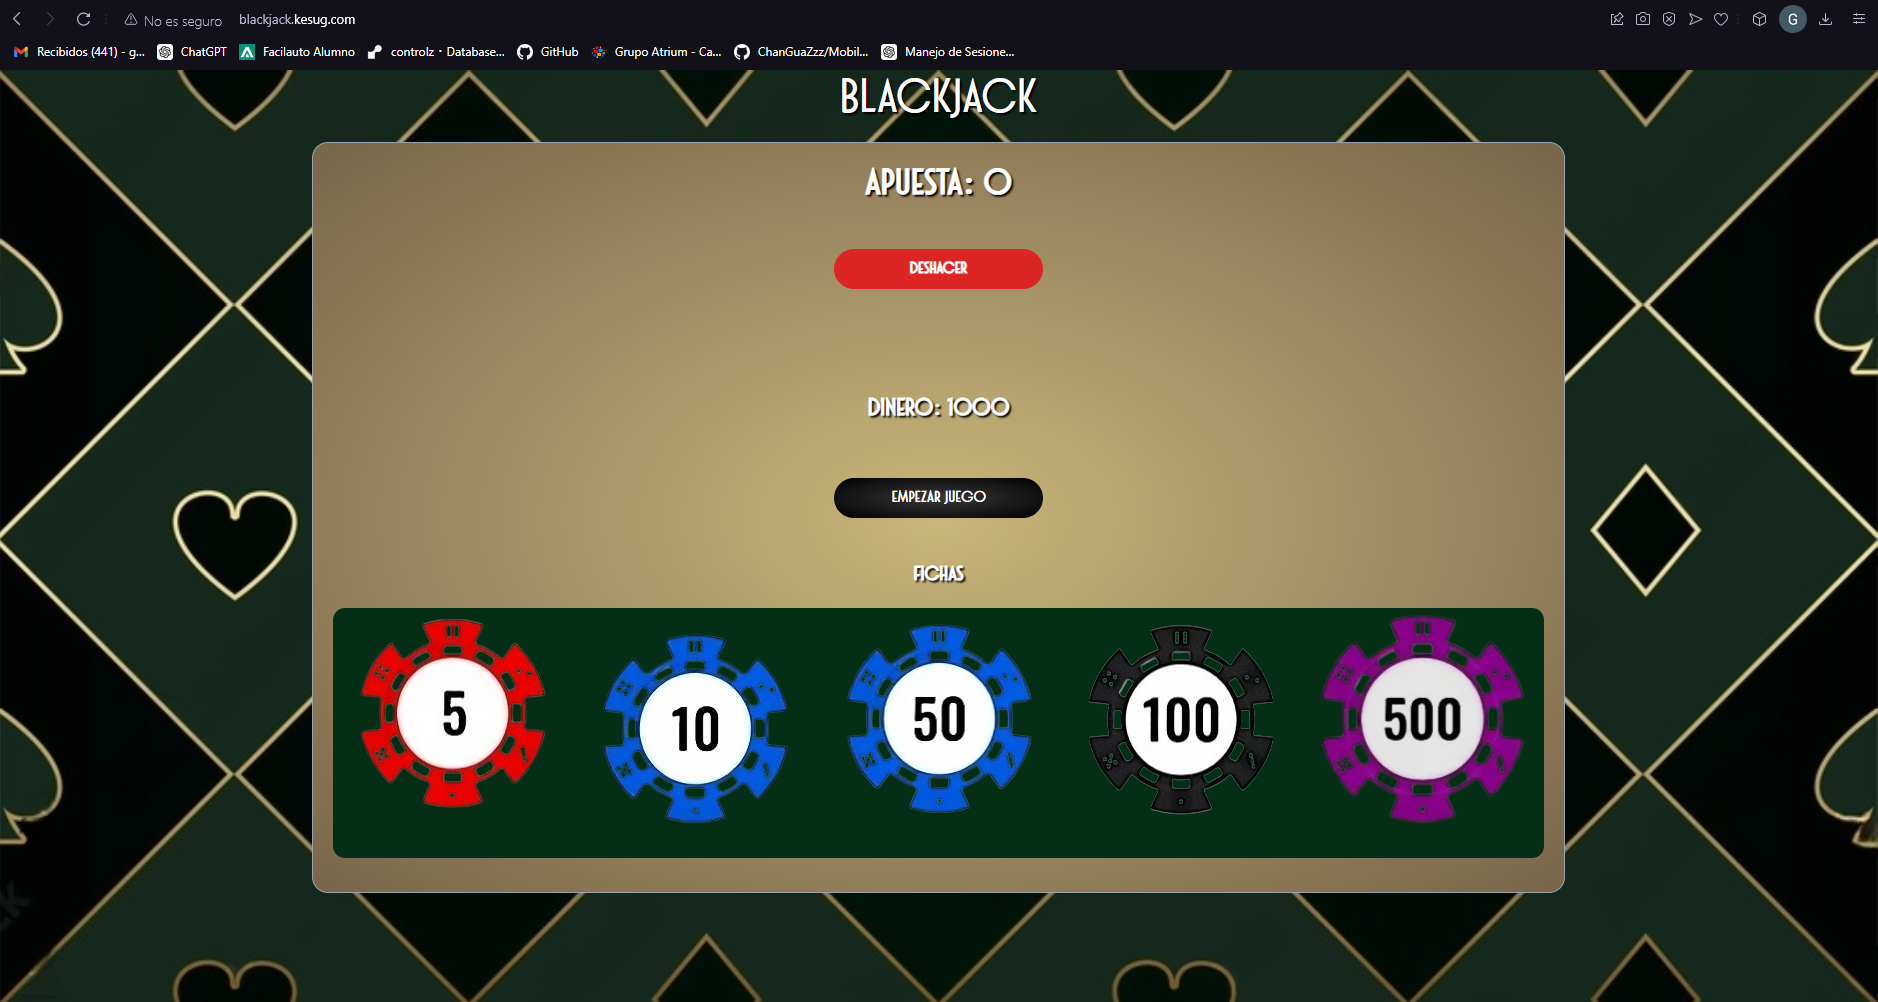 No es seguro blackjack.kesug.com G
Recibidos (441) - g... ChatGPT Facilauto Alumno controlz · Database... GitHub Grupo Atrium - Ca... ChanGuaZzz/Mobil... Manejo de Sesione...
BLACKJACK
APUESTA: 0
DESHACER
DINERO: 1000
EMPEZAR JUEGO
FICHAS
5 10 50 100 500